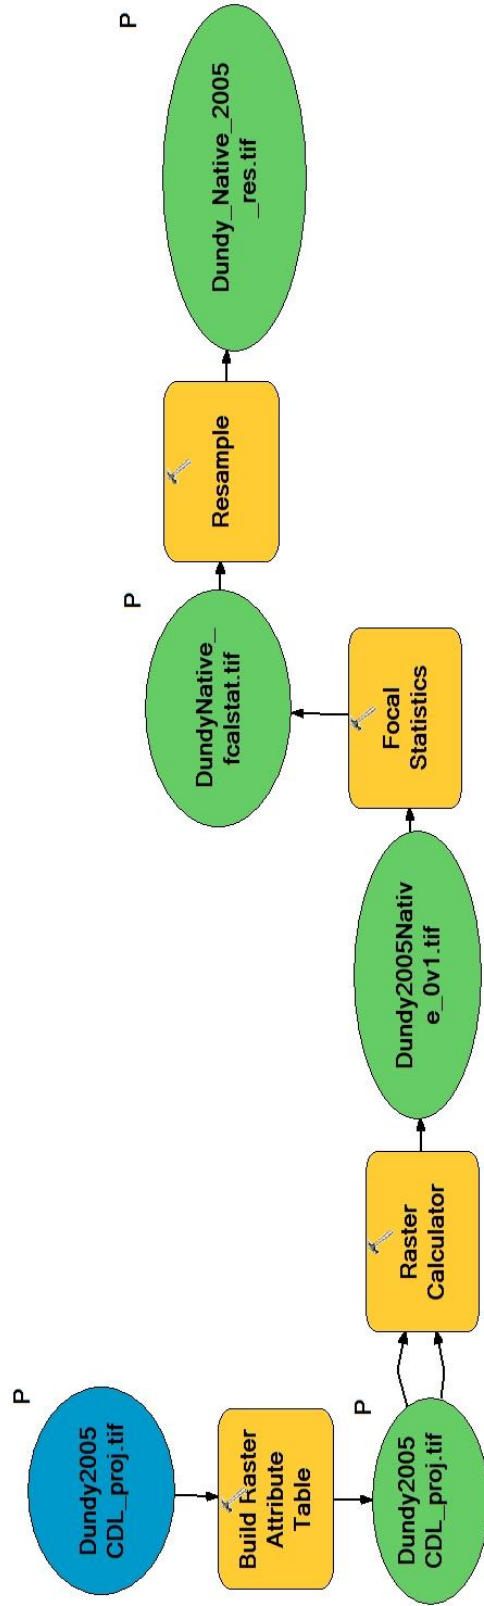 P
Dundy2005
CDL_proj.tif
Build Raster
Attribute
Table
P
Dundy2005
CDL_proj.tif
Raster
Calculator
Dundy2005Nativ
e_0v1.tif
Focal
Statistics
P
DundyNative_
fcalstat.tif
Resample
P
Dundy_Native_2005
_res.tif